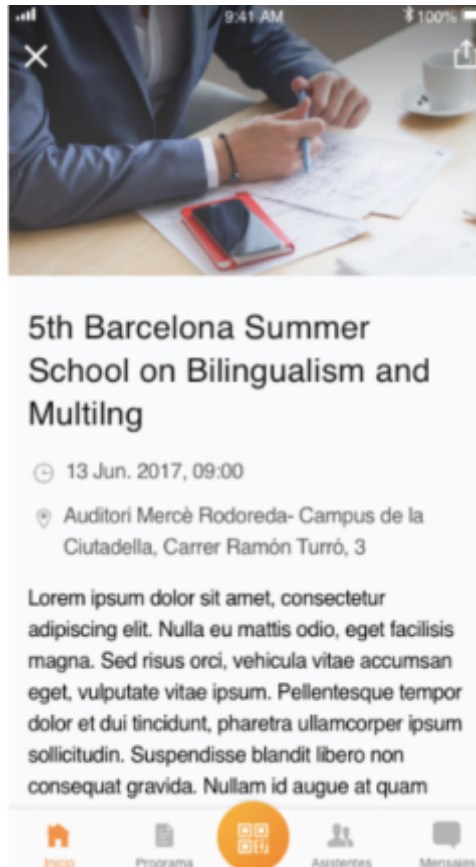 9:41 AM
100%
5th Barcelona Summer
School on Bilingualism and
Multilng
13 Jun. 2017, 09:00
Auditori Mercè Rodoreda- Campus de la
Ciutadella, Carrer Ramón Turró, 3
Lorem ipsum dolor sit amet, consectetur
adipiscing elit. Nulla eu mattis odio, eget facilisis
magna. Sed risus orci, vehicula vitae accumsan
eget, vulputate vitae ipsum. Pellentesque tempor
dolor et dui tincidunt, pharetra ullamcorper ipsum
sollicitudin. Suspendisse blandit libero non
consequat gravida. Nullam id augue at quam
Inicio Programa Asistentes Mensajes